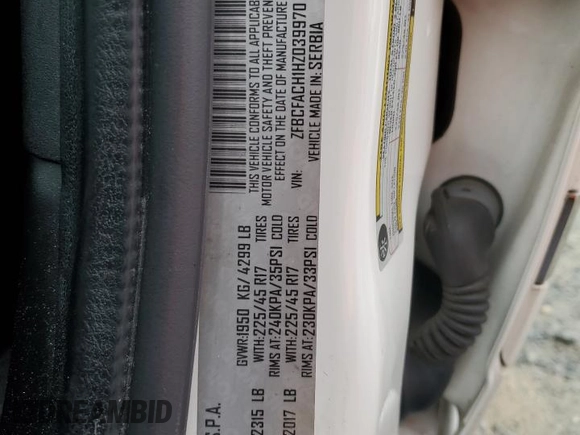 S.P.A.
GVWR:1950 KG/ 4299 LB
2315 LB WITH:225/45 R17 TIRES
RIMS AT:240KPA/35PSI COLD
2017 LB WITH:225/45 R17 TIRES
RIMS AT:230KPA/33PSI COLD
THIS VEHICLE CONFORMS TO ALL APPLICAB
MOTOR VEHICLE SAFETY AND THEFT PREVEN
EFFECT ON THE DATE OF MANUFACTURE
VIN: ZFBCFACH1HZ039970
VEHICLE MADE IN: SERBIA
DREAMBID